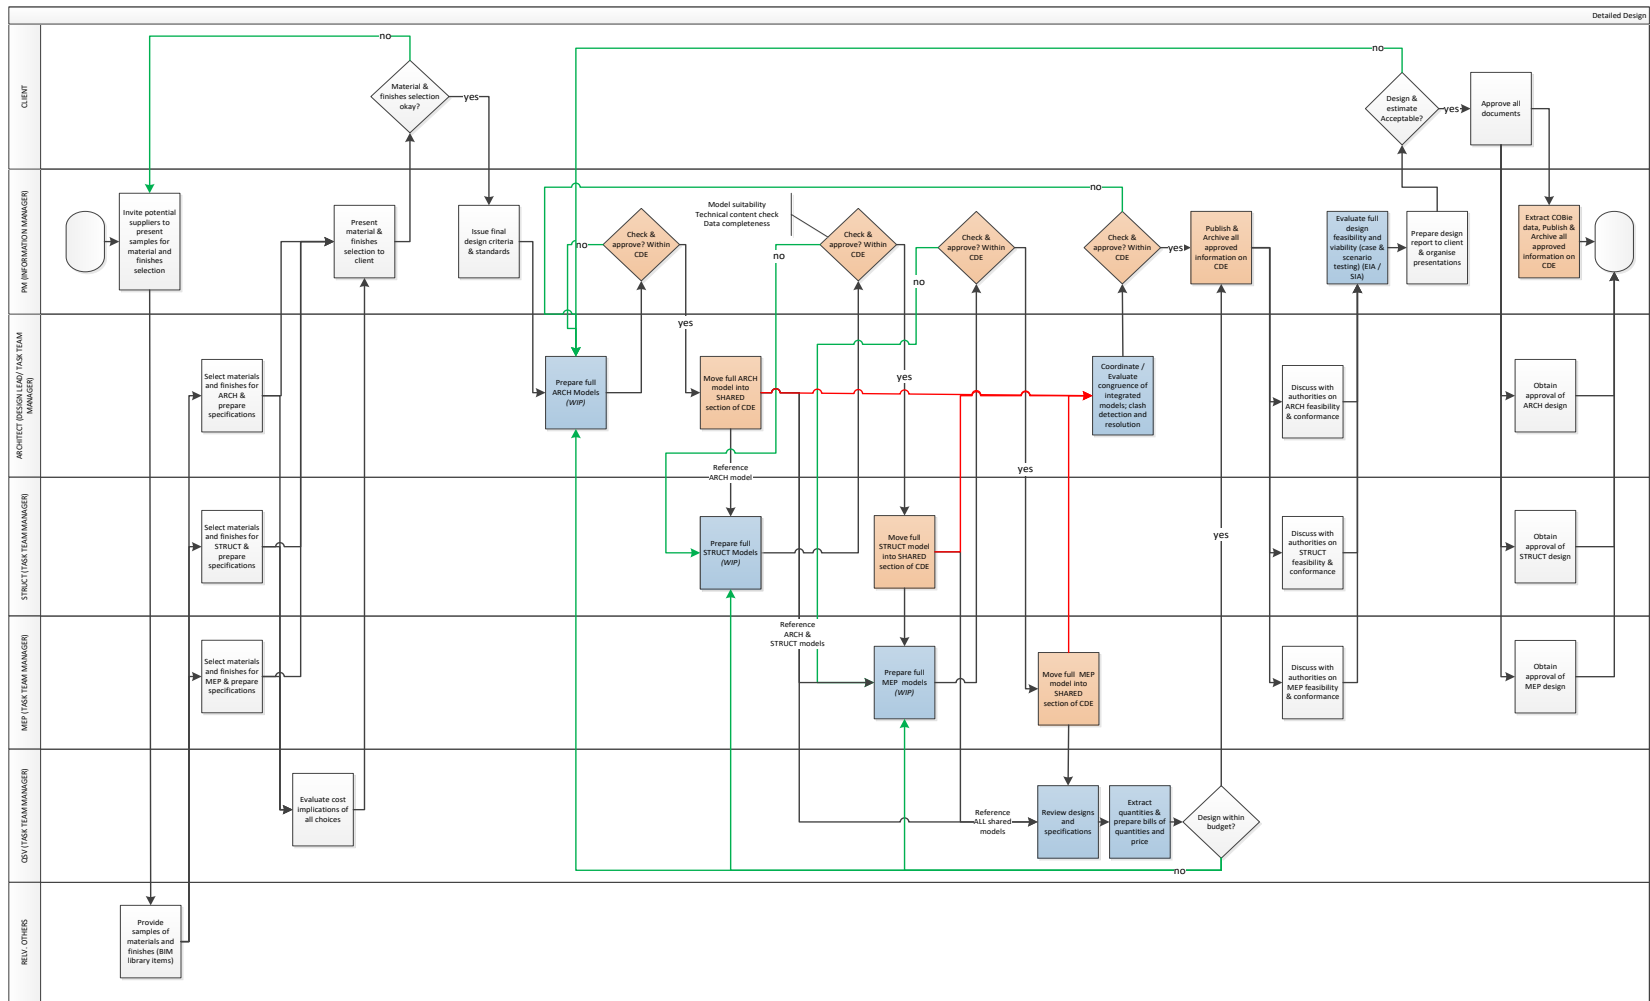 Detailed Design
CLIENT
no
Material &
finishes selection
okay?
yes
no
Design &
estimate
Acceptable?
yes
Approve all
documents
PM (INFORMATION MANAGER)
Invite potential
suppliers to
present
samples for
material and
finishes
selection
Present
material &
finishes
selection to
client
Issue final
design criteria
& standards
no
Check &
approve? Within
CDE
yes
Model suitability
Technical content check
Data completeness
no
Check &
approve? Within
CDE
yes
no
Check &
approve? Within
CDE
yes
no
Check &
approve? Within
CDE
yes
Publish &
Archive all
approved
information on
CDE
Evaluate full
design
feasibility and
viability (case &
scenario
testing) (EIA /
SIA)
Prepare design
report to client
& organise
presentations
Extract COBie
data, Publish &
Archive all
approved
information on
CDE
ARCHITECT (DESIGN LEAD/ TASK TEAM
MANAGER)
Select materials
and finishes for
ARCH &
prepare
specifications
Prepare full
ARCH Models
(WIP)
Move full ARCH
model into
SHARED
section of CDE
Reference
ARCH model
Coordinate /
Evaluate
congruence of
integrated
models; clash
detection and
resolution
Discuss with
authorities on
ARCH feasibility
& conformance
Obtain
approval of
ARCH design
STRUCT (TASK TEAM MANAGER)
Select materials
and finishes for
STRUCT &
prepare
specifications
Prepare full
STRUCT Models
(WIP)
Move full
STRUCT model
into SHARED
section of CDE
yes
Discuss with
authorities on
STRUCT
feasibility &
conformance
Obtain
approval of
STRUCT design
MEP (TASK TEAM MANAGER)
Select materials
and finishes for
MEP & prepare
specifications
Reference
ARCH &
STRUCT models
Prepare full
MEP models
(WIP)
Move full MEP
model into
SHARED
section of CDE
Discuss with
authorities on
MEP feasibility
& conformance
Obtain
approval of
MEP design
QSV (TASK TEAM MANAGER)
Evaluate cost
implications of
all choices
Reference
ALL shared
models
Review designs
and
specifications
Extract
quantities &
prepare bills of
quantities and
price
Design within
budget?
no
RELV. OTHERS
Provide
samples of
materials and
finishes (BIM
library items)